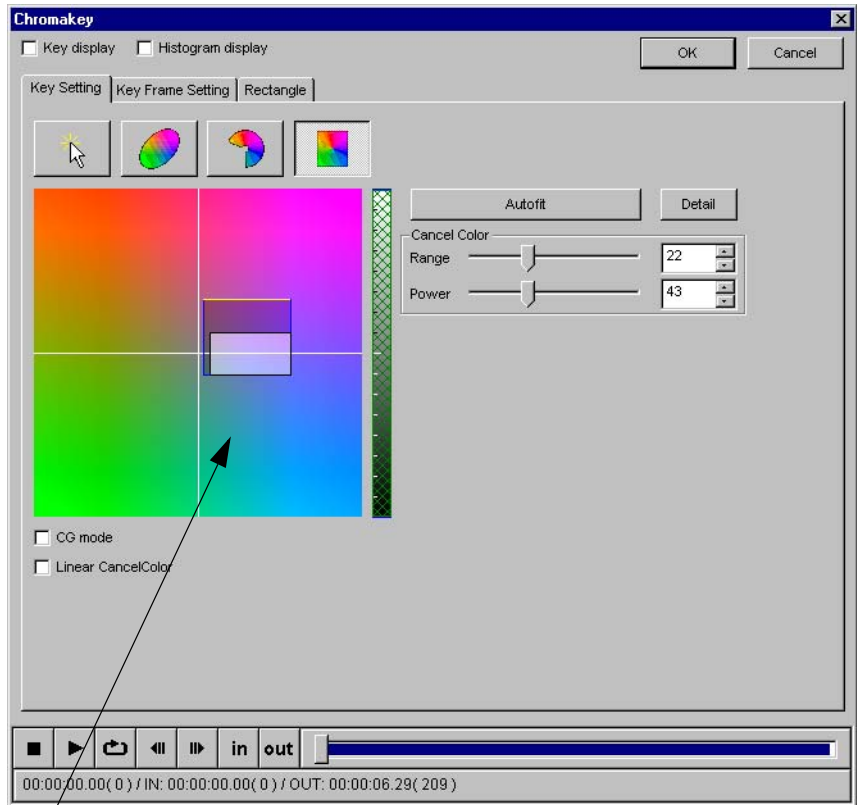 Chromakey
Key display Histogram display OK Cancel
Key Setting Key Frame Setting Rectangle
Autofit Detail
Cancel Color
Range 22
Power 43
CG mode
Linear CancelColor
in out
00:00:00.00( 0 ) / IN: 00:00:00.00( 0 ) / OUT: 00:00:06.29( 209 )